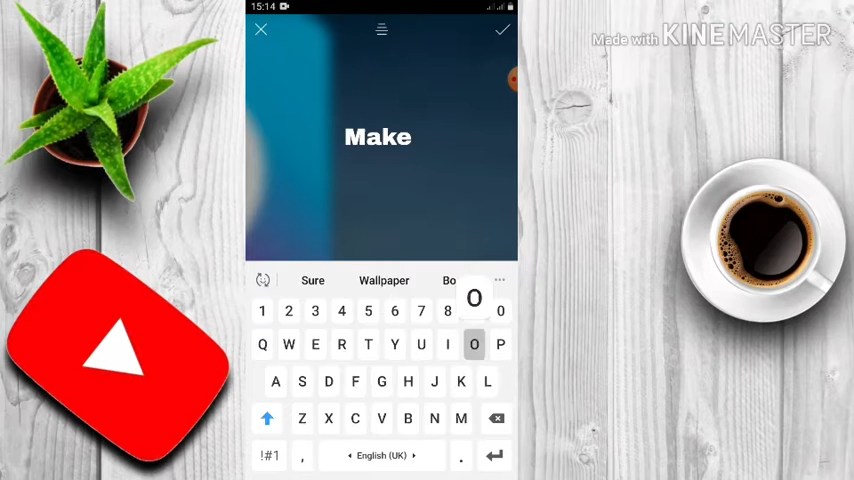 15:14
Made with KINEMASTER
Make
Sure Wallpaper Bo ...
O
1 2 3 4 5 6 7 8 0
Q W E R T Y U I O P
A S D F G H J K L
Z X C V B N M
!#1 , English (UK) .